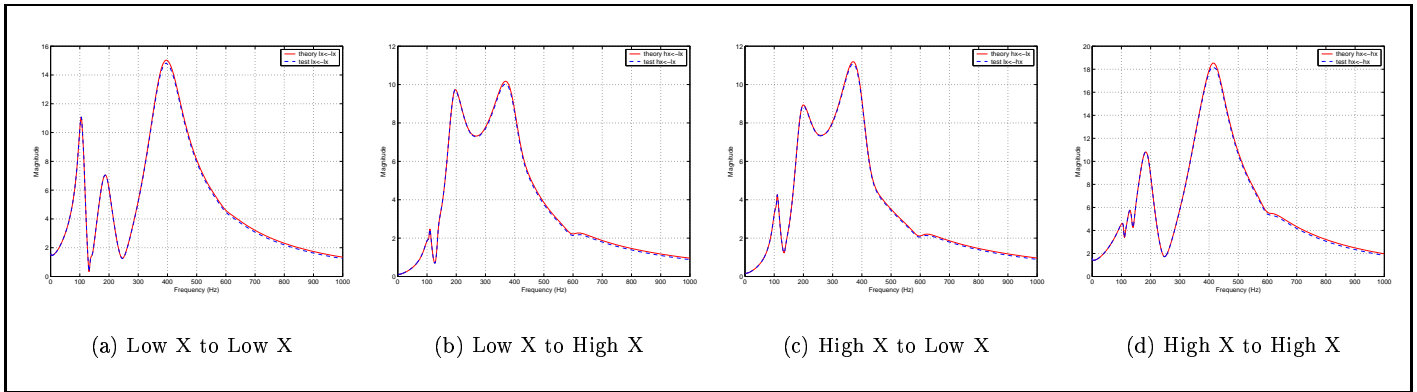 16
14
12
10
8
6
4
2
0
Magnitude
theory lx<-lx
test lx<-lx
0 100 200 300 400 500 600 700 800 900 1000
Frequency (Hz)
(a) Low X to Low X
12
10
8
6
4
2
0
Magnitude
theory hx<-lx
test hx<-lx
0 100 200 300 400 500 600 700 800 900 1000
Frequency (Hz)
(b) Low X to High X
12
10
8
6
4
2
0
Magnitude
theory lx<-hx
test lx<-hx
0 100 200 300 400 500 600 700 800 900 1000
Frequency (Hz)
(c) High X to Low X
20
18
16
14
12
10
8
6
4
2
0
Magnitude
theory hx<-hx
test hx<-hx
0 100 200 300 400 500 600 700 800 900 1000
Frequency (Hz)
(d) High X to High X